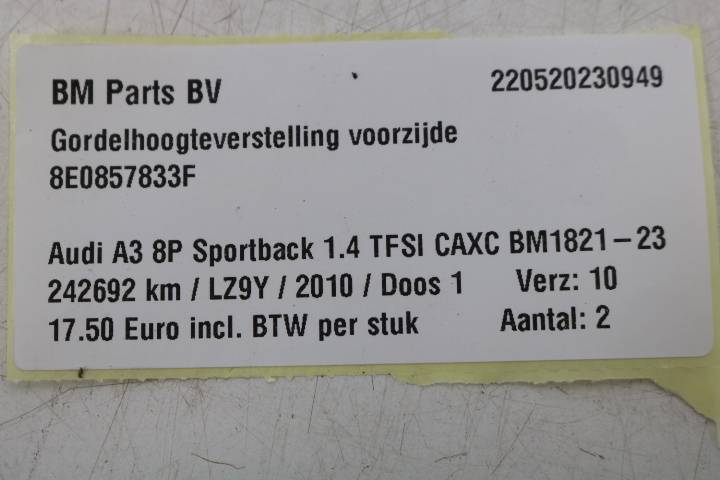 BM Parts BV 220520230949
Gordelhoogteverstelling voorzijde
8E0857833F
Audi A3 8P Sportback 1.4 TFSI CAXC BM1821-23
242692 km / LZ9Y / 2010 / Doos 1 Verz: 10
17.50 Euro incl. BTW per stuk Aantal: 2